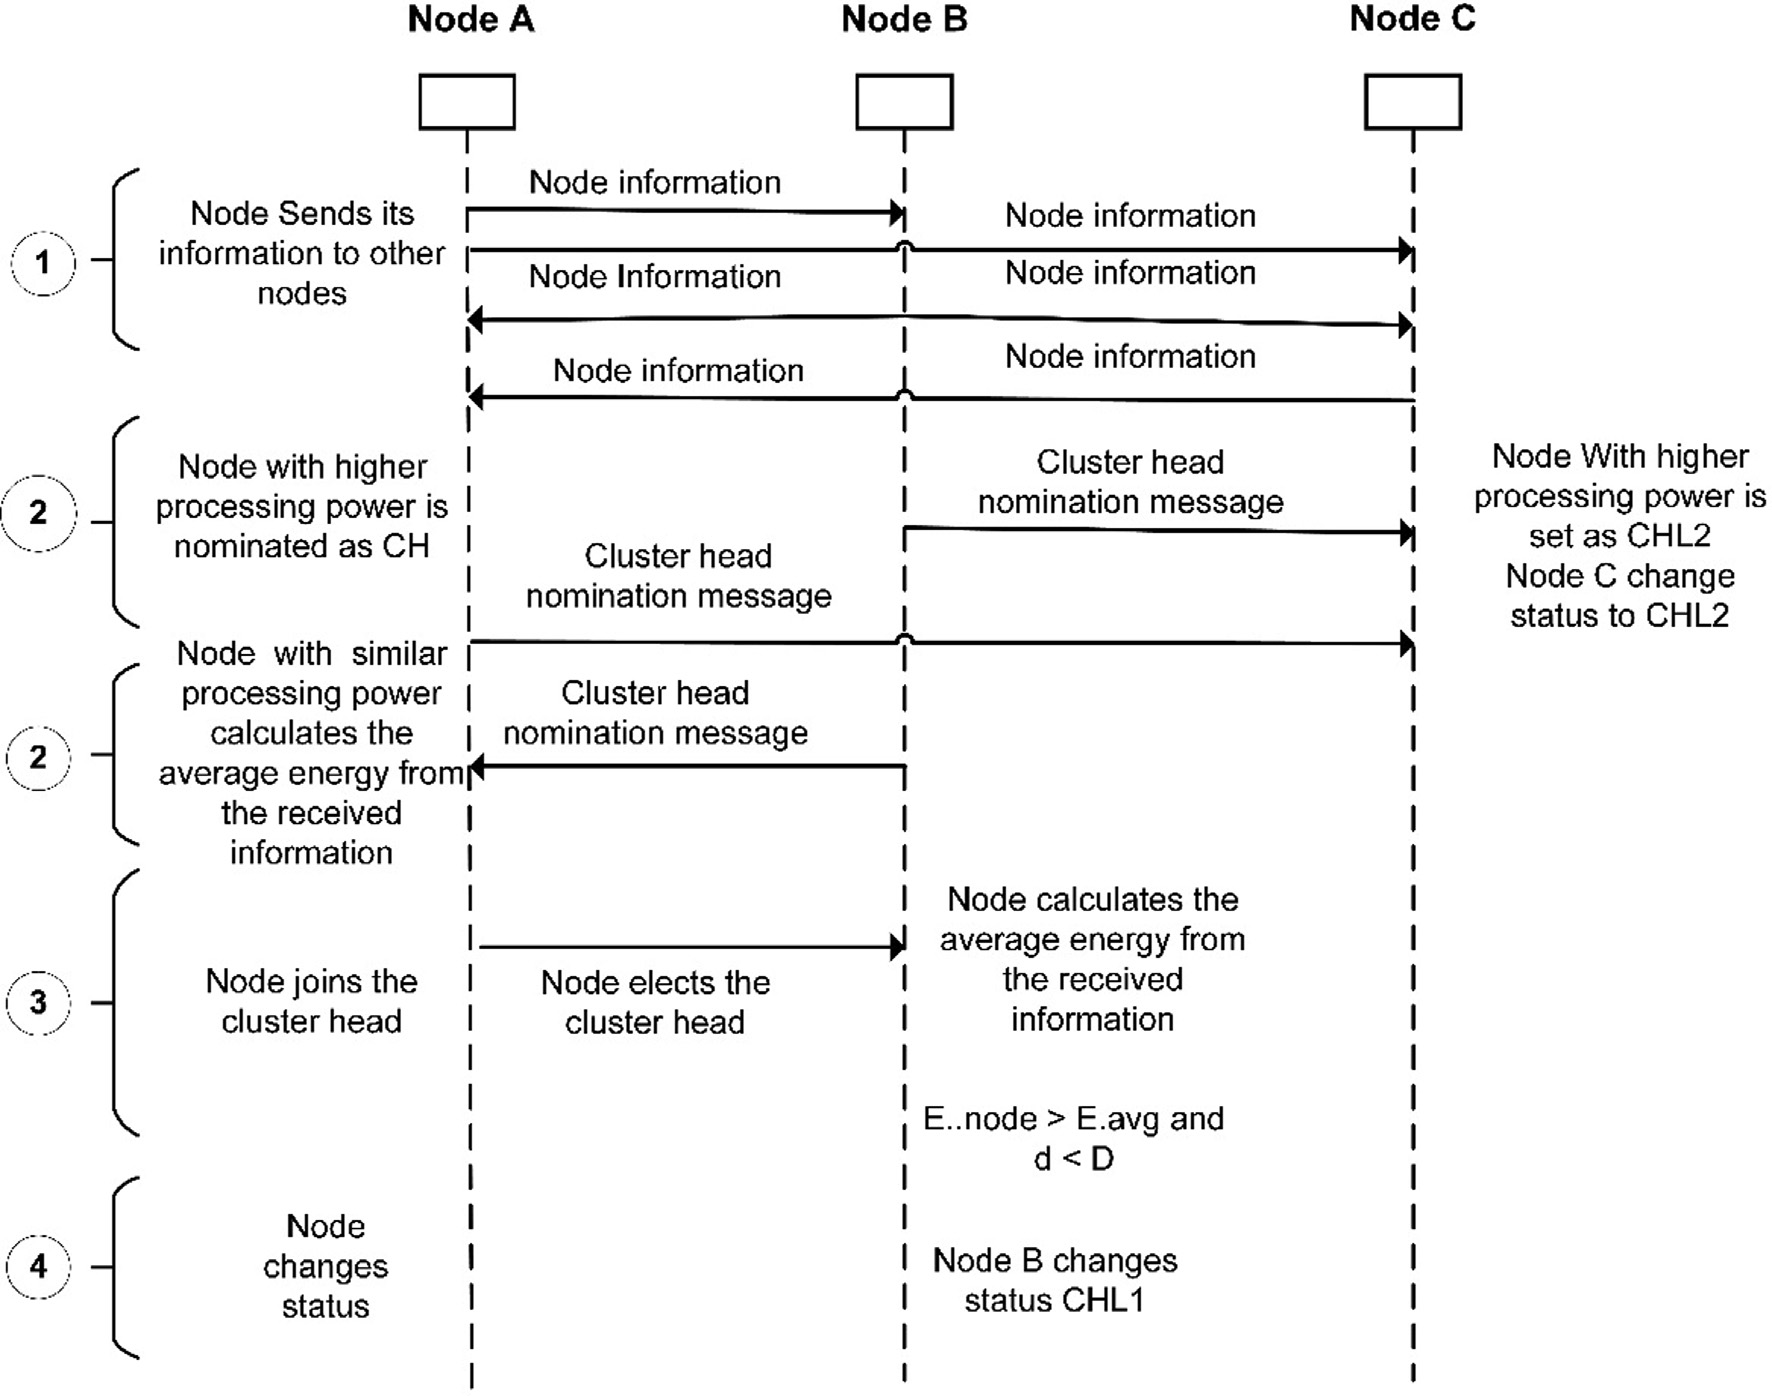 Node A
Node B
Node C
1
Node Sends its
information to other
nodes
Node information
Node information
Node Information
Node information
Node information
Node information
2
Node with higher
processing power is
nominated as CH
Cluster head
nomination message
Cluster head
nomination message
Node With higher
processing power is
set as CHL2
Node C change
status to CHL2
2
Node with similar
processing power
calculates the
average energy from
the received
information
Cluster head
nomination message
3
Node joins the
cluster head
Node elects the
cluster head
Node calculates the
average energy from
the received
information
E..node > E.avg and
d < D
4
Node
changes
status
Node B changes
status CHL1